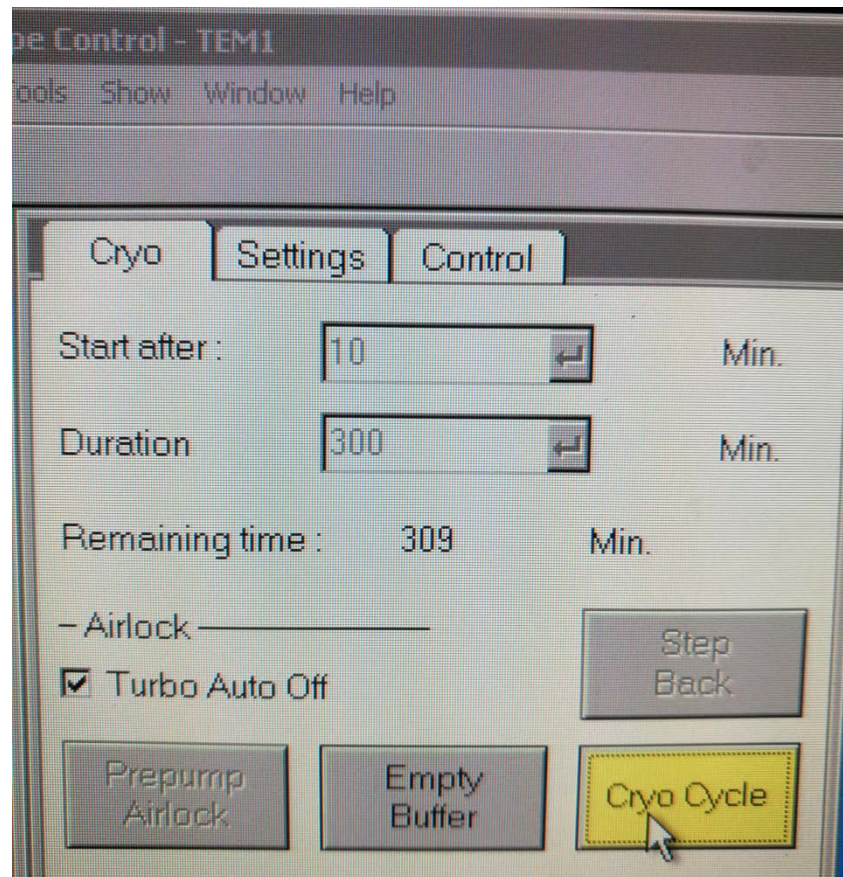 pe Control - TEM1
ools Show Window Help
Cryo Settings Control
Start after : 10 Min.
Duration 300 Min.
Remaining time : 309 Min.
Airlock
Turbo Auto Off
Step
Back
Prepump
Airlock
Empty
Buffer
Cryo Cycle